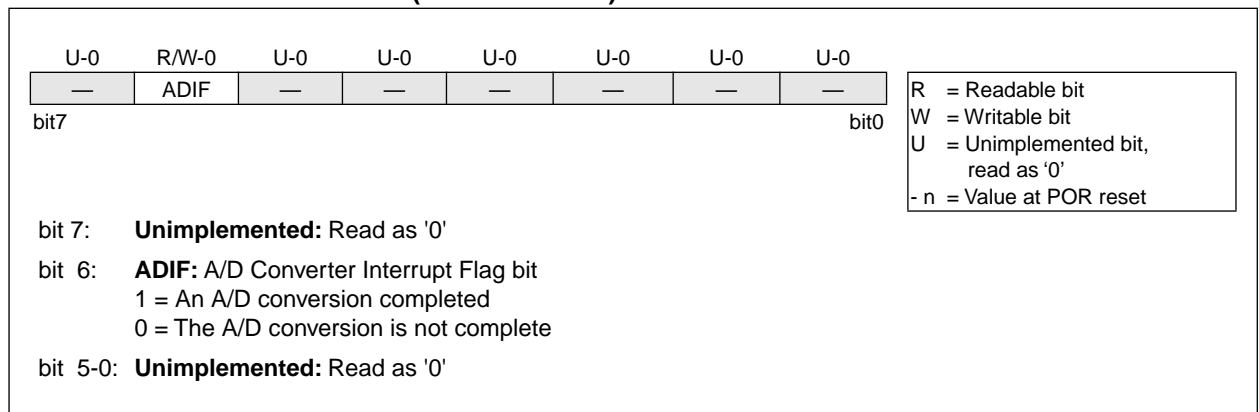 U-0 R/W-0 U-0 U-0 U-0 U-0 U-0 U-0
— ADIF — — — — — —
bit7 bit0
R = Readable bit
W = Writable bit
U = Unimplemented bit,
read as ‘0’
- n = Value at POR reset
bit 7: Unimplemented: Read as '0'
bit 6: ADIF: A/D Converter Interrupt Flag bit
1 = An A/D conversion completed
0 = The A/D conversion is not complete
bit 5-0: Unimplemented: Read as '0'